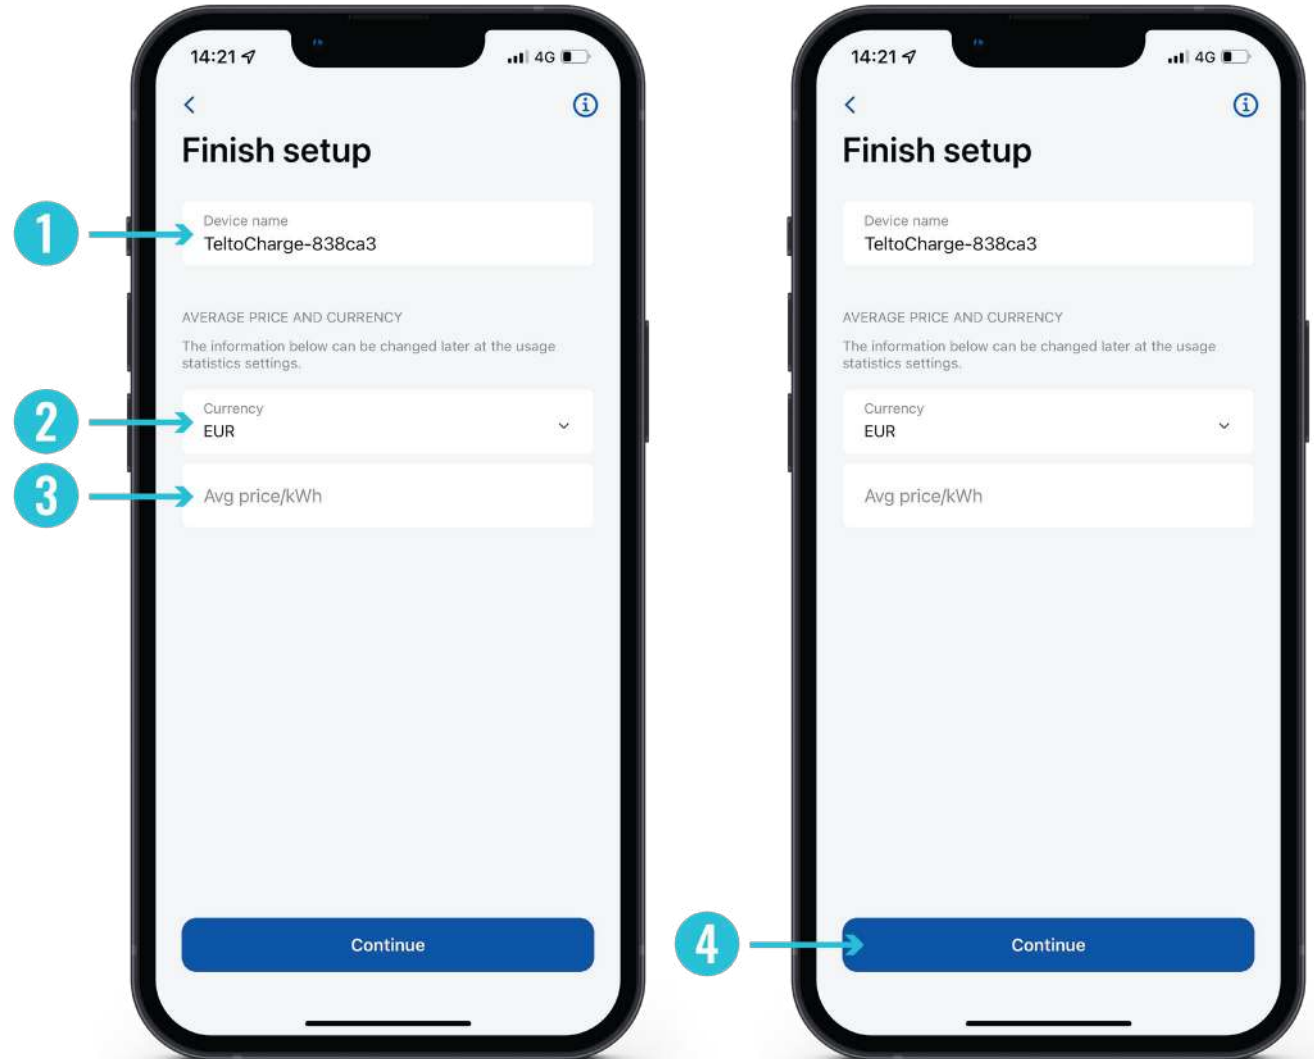 14:21 4G
Finish setup
1
Device name
TeltoCharge-838ca3
AVERAGE PRICE AND CURRENCY
The information below can be changed later at the usage
statistics settings.
2
Currency
EUR
3
Avg price/kWh
Continue
14:21 4G
Finish setup
Device name
TeltoCharge-838ca3
AVERAGE PRICE AND CURRENCY
The information below can be changed later at the usage
statistics settings.
Currency
EUR
Avg price/kWh
4
Continue